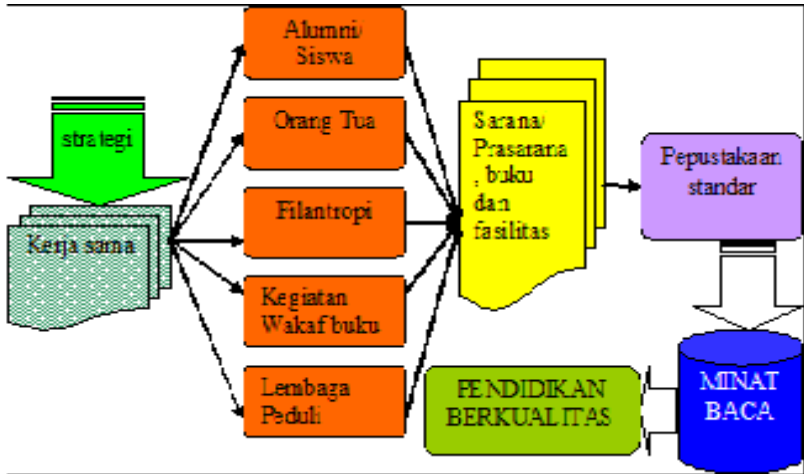 strategi
Kerja sama
Alumni/
Siswa
Orang Tua
Filantropi
Kegiatan
Wakaf buku
Lembaga
Peduli
Sarana/
Prasarana
, buku
dan
fasilitas
Pepustakaan
standar
MINAT
BACA
PENDIDIKAN
BERKUALITAS